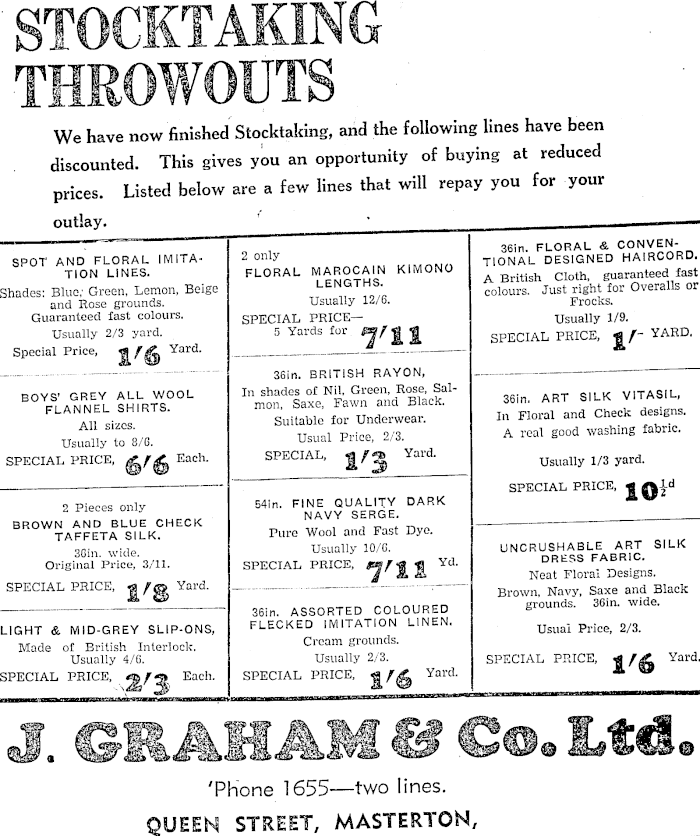 STOCKTAKING
THROWOUTS
We have now finished Stocktaking, and the following lines have been
discounted. This gives you an opportunity of buying at reduced
prices. Listed below are a few lines that will repay you for your
outlay.
SPOT AND FLORAL IMITA-
TION LINES.
Shades: Blue, Green, Lemon, Beige
and Rose grounds.
Guaranteed fast colours.
Usually 2/3 yard.
Special Price, 1/6 Yard.
BOYS' GREY ALL WOOL
FLANNEL SHIRTS.
All sizes.
Usually to 8/6.
SPECIAL PRICE, 6/6 Each.
2 Pieces only
BROWN AND BLUE CHECK
TAFFETA SILK.
36in. wide.
Original Price, 3/11.
SPECIAL PRICE, 1/8 Yard.
LIGHT & MID-GREY SLIP-ONS,
Made of British Interlock.
Usually 4/6.
SPECIAL PRICE, 2/3 Each.
2 only
FLORAL MAROCAIN KIMONO
LENGTHS.
Usually 12/6.
SPECIAL PRICE—
5 Yards for 7/11
36in. BRITISH RAYON,
In shades of Nil, Green, Rose, Sal-
mon, Saxe, Fawn and Black.
Suitable for Underwear.
Usual Price, 2/3.
SPECIAL, 1/3 Yard.
54in. FINE QUALITY DARK
NAVY SERGE.
Pure Wool and Fast Dye.
Usually 10/6.
SPECIAL PRICE, 7/11 Yd.
36in. ASSORTED COLOURED
FLECKED IMITATION LINEN.
Cream grounds.
Usually 2/3.
SPECIAL PRICE, 1/6 Yard.
36in. FLORAL & CONVEN-
TIONAL DESIGNED HAIRCORD.
A British Cloth, guaranteed fast
colours. Just right for Overalls or
Frocks.
Usually 1/9.
SPECIAL PRICE, 1/- YARD.
36in. ART SILK VITASIL,
In Floral and Check designs.
A real good washing fabric.
Usually 1/3 yard.
SPECIAL PRICE, 10½d
UNCRUSHABLE ART SILK
DRESS FABRIC.
Neat Floral Designs.
Brown, Navy, Saxe and Black
grounds. 36in. wide.
Usual Price, 2/3.
SPECIAL PRICE, 1/6 Yard.
J. GRAHAM & Co. Ltd.
'Phone 1655—two lines.
QUEEN STREET, MASTERTON,